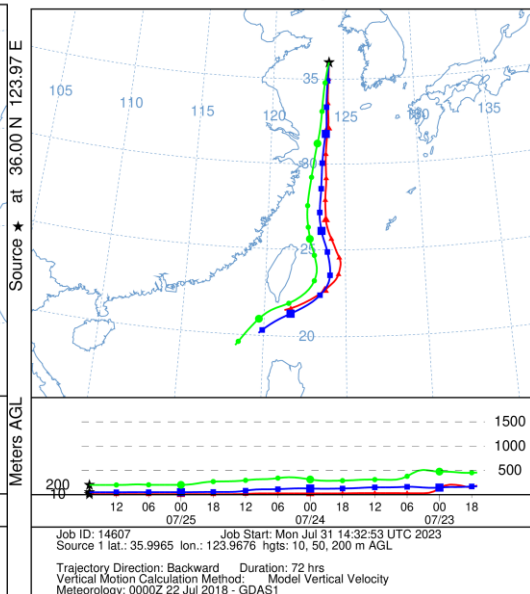 Source ★ at 36.00 N 123.97 E
105
110
115
120
125
130
135
35
30
25
20
Meters AGL
1500
1000
500
200
10
12 06 00 18 12 06 00 18 12 06 00 18
07/25 07/24 07/23
Job ID: 14607 Job Start: Mon Jul 31 14:32:53 UTC 2023
Source 1 lat.: 35.9965 lon.: 123.9676 hgts: 10, 50, 200 m AGL
Trajectory Direction: Backward Duration: 72 hrs
Vertical Motion Calculation Method: Model Vertical Velocity
Meteorology: 0000Z 22 Jul 2018 - GDAS1